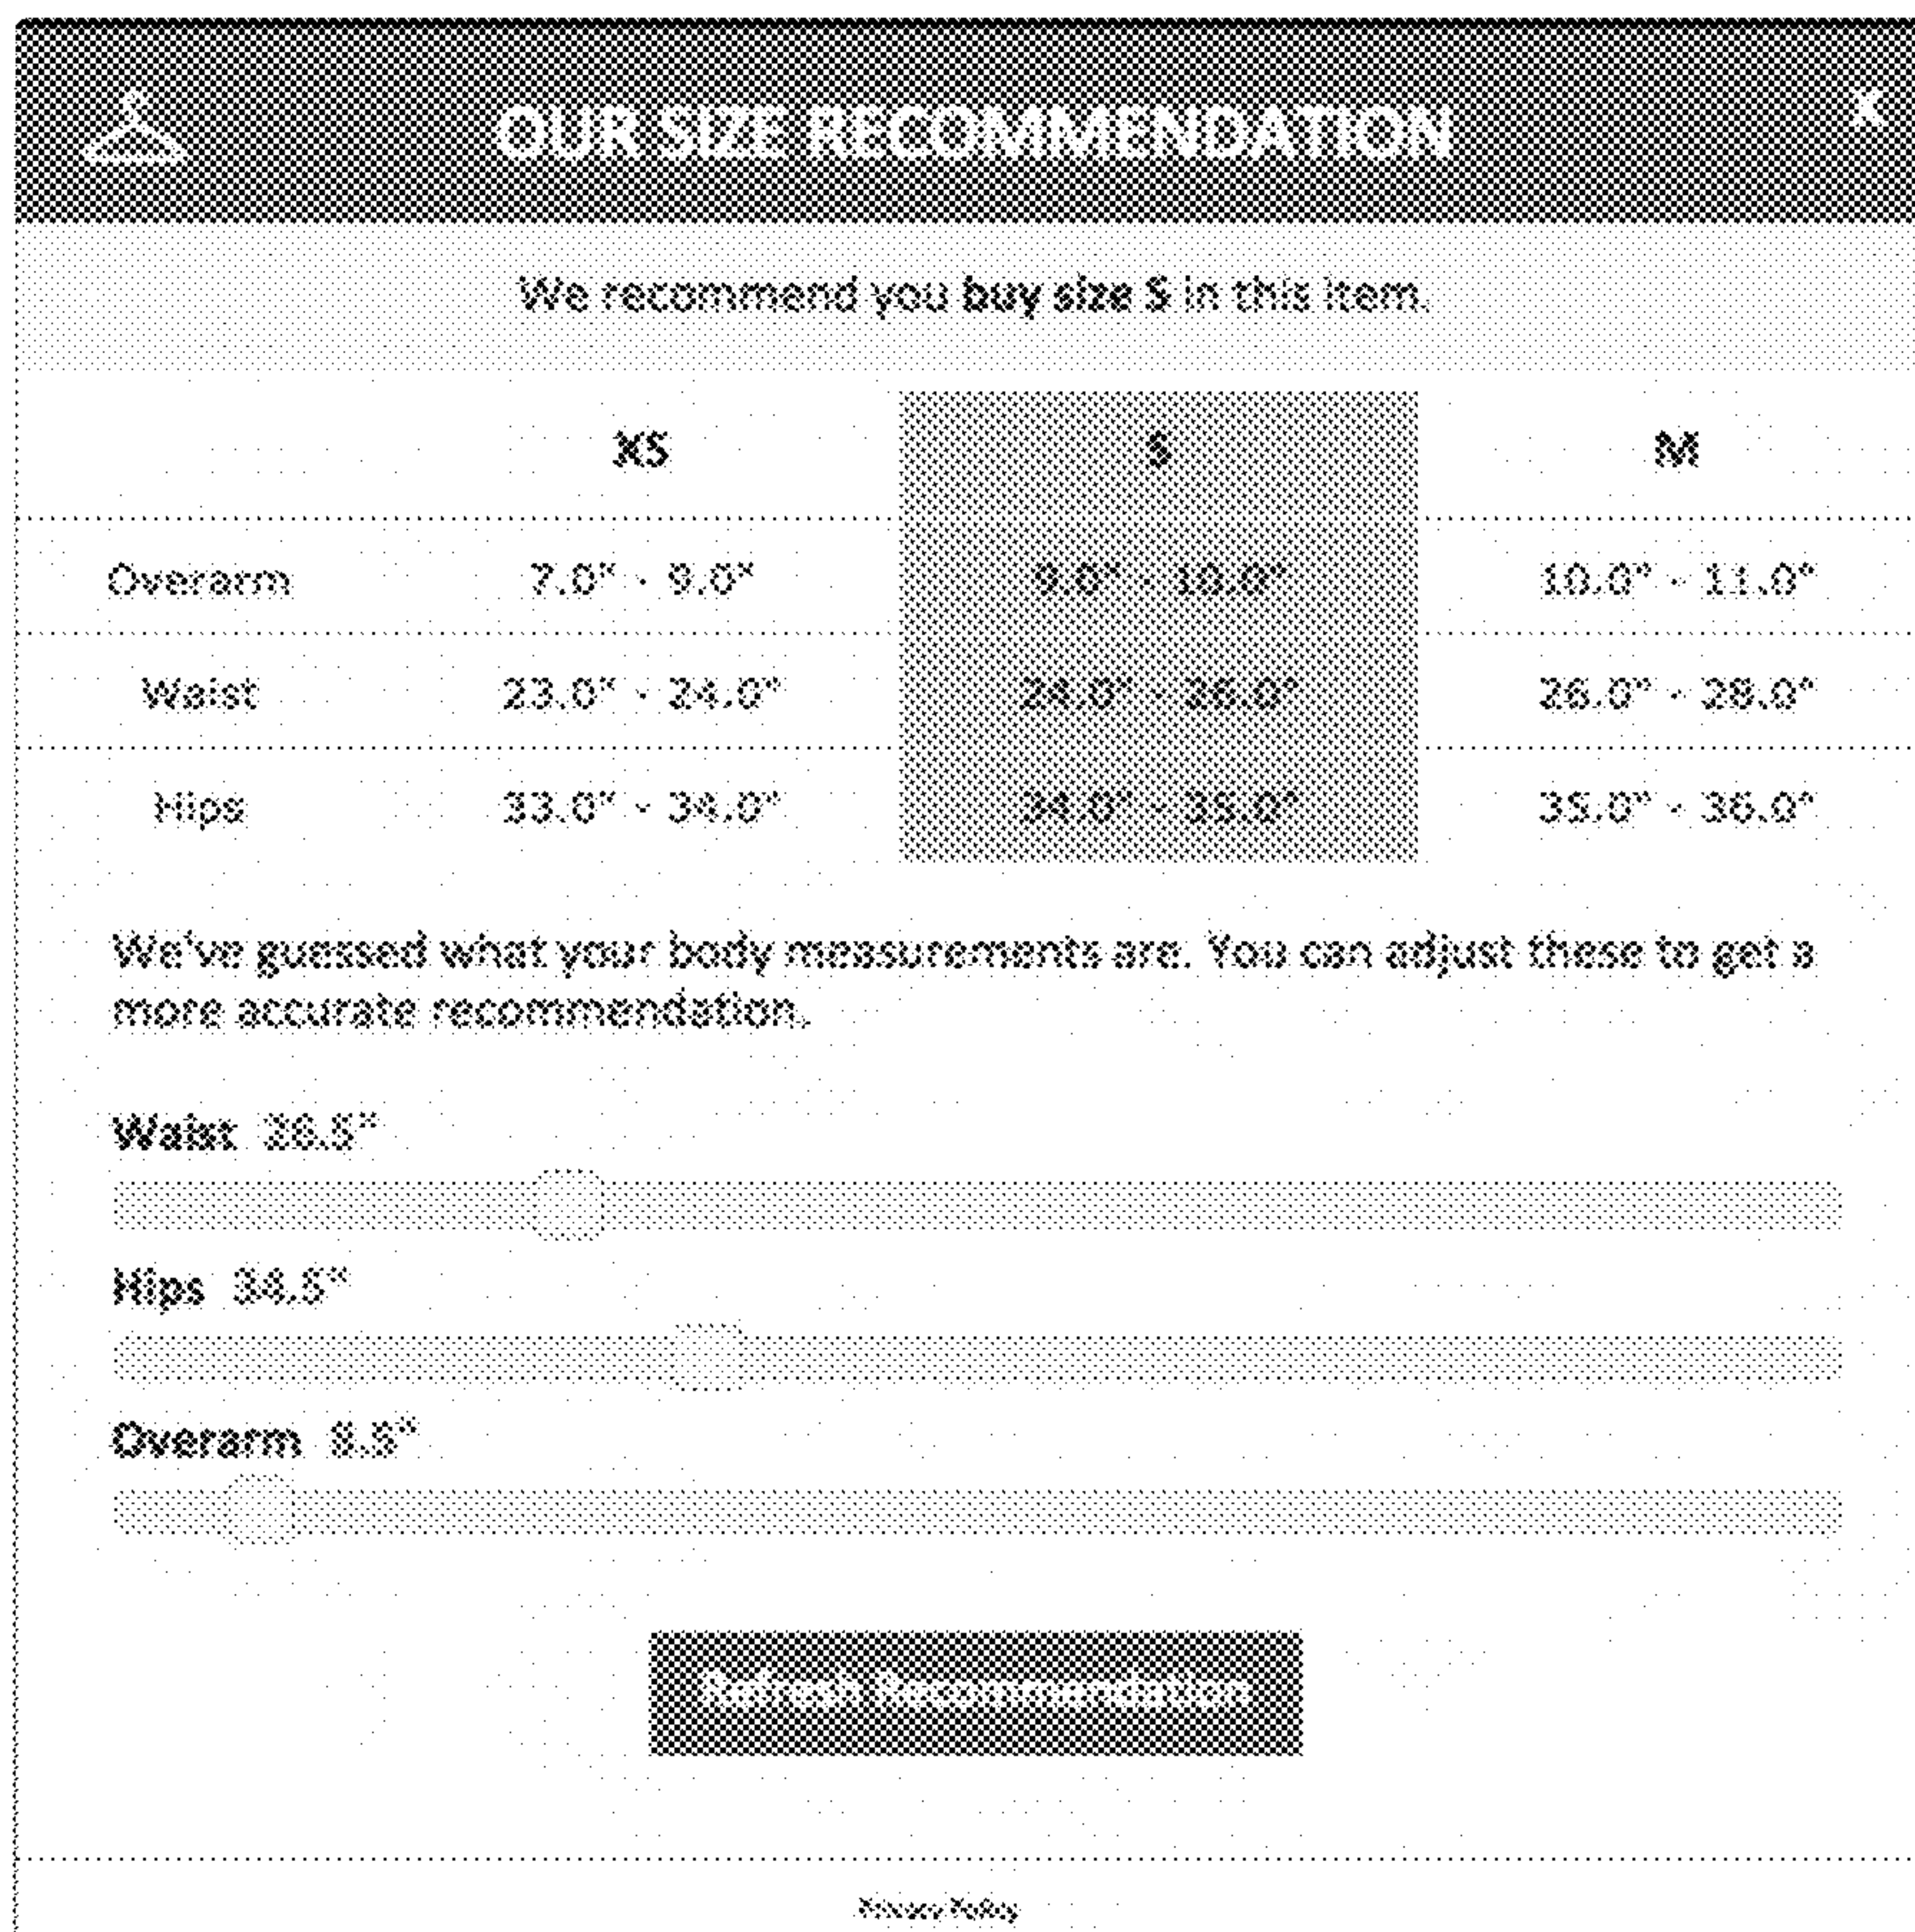 OUR SIZE RECOMMENDATION
We recommend you buy size S in this item.
XS S M
Overarm 7.0" - 9.0" 9.0" - 10.0" 10.0" - 11.0"
Waist 23.0" - 24.0" 24.0" - 26.0" 26.0" - 28.0"
Hips 33.0" - 34.0" 34.0" - 35.0" 35.0" - 36.0"
We've guessed what your body measurements are. You can adjust these to get a
more accurate recommendation.
Waist
Hips 34.5"
Overarm
Refresh Recommendation
Privacy Policy